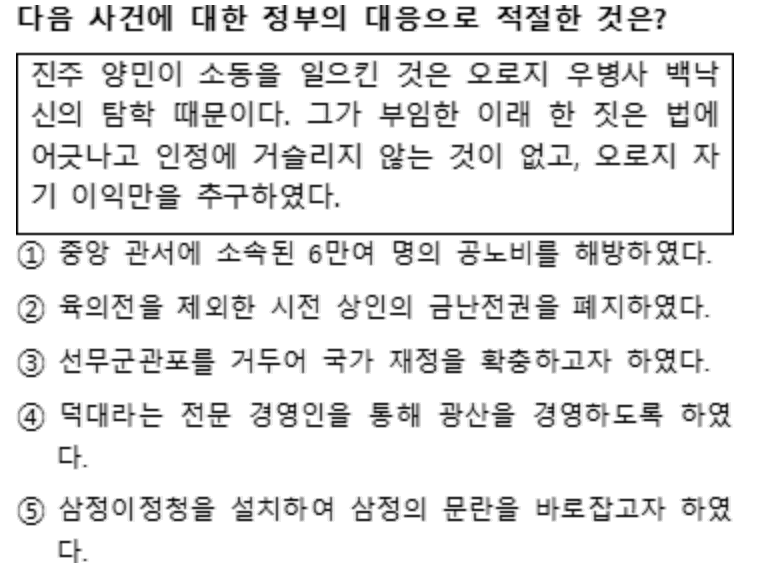 다음 사건에 대한 정부의 대응으로 적절한 것은?
진주 양민이 소동을 일으킨 것은 오로지 우병사 백낙
신의 탐학 때문이다. 그가 부임한 이래 한 짓은 법에
어긋나고 인정에 거슬리지 않는 것이 없고, 오로지 자
기 이익만을 추구하였다.
① 중앙 관서에 소속된 6만여 명의 공노비를 해방하였다.
② 육의전을 제외한 시전 상인의 금난전권을 폐지하였다.
③ 선무군관포를 거두어 국가 재정을 확충하고자 하였다.
④ 덕대라는 전문 경영인을 통해 광산을 경영하도록 하였
다.
⑤ 삼정이정청을 설치하여 삼정의 문란을 바로잡고자 하였
다.